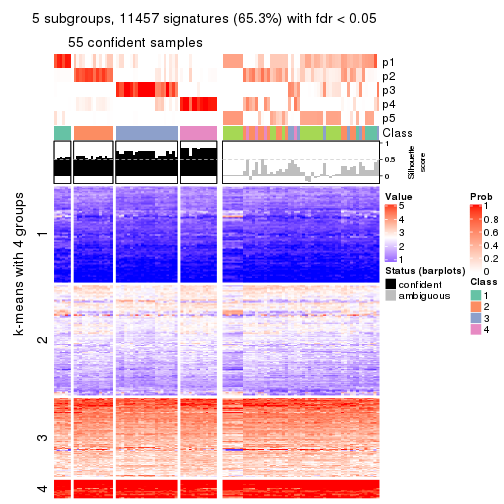 5 subgroups, 11457 signatures (65.3%) with fdr < 0.05
55 confident samples
p1
p2
p3
p4
p5
Class
1
0.5
0
Silhouette
score
k-means with 4 groups
1
2
3
4
Value
5
4
3
2
1
Status (barplots)
confident
ambiguous
Prob
1
0.8
0.6
0.4
0.2
0
Class
1
2
3
4